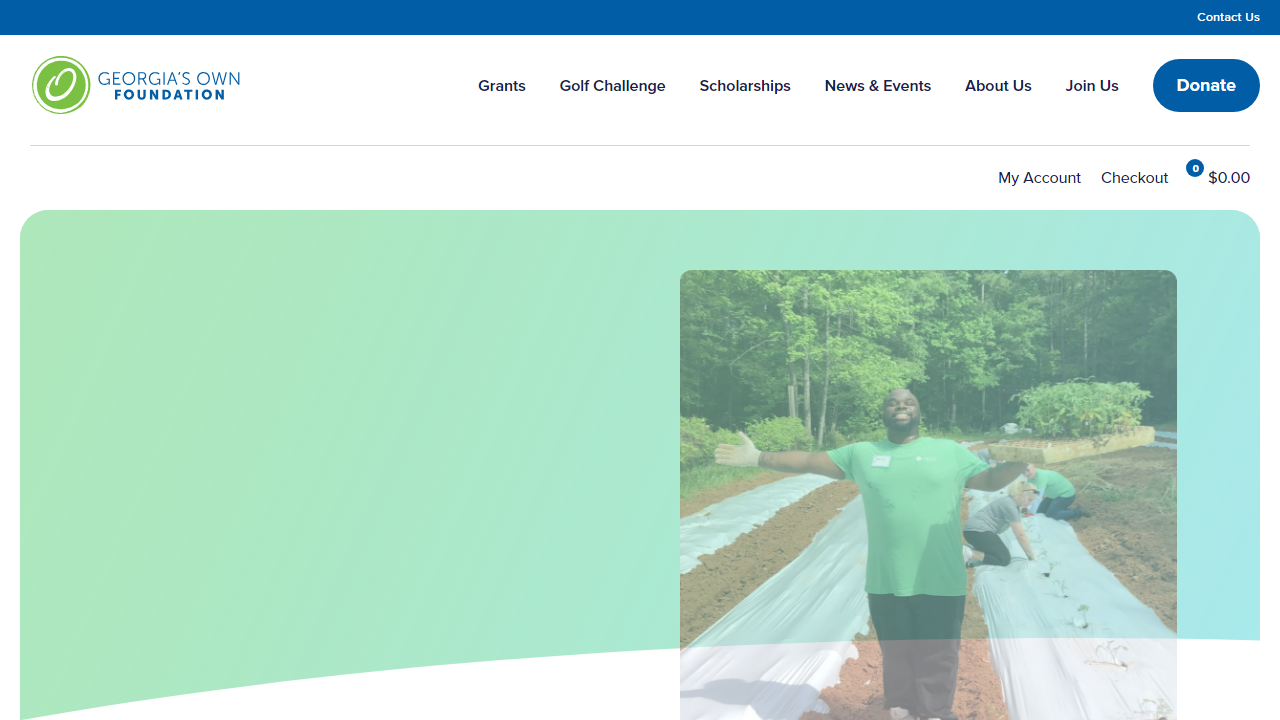 Contact Us
GEORGIA'S OWN
FOUNDATION
Grants
Golf Challenge
Scholarships
News & Events
About Us
Join Us
Donate
My Account
Checkout
0
$0.00